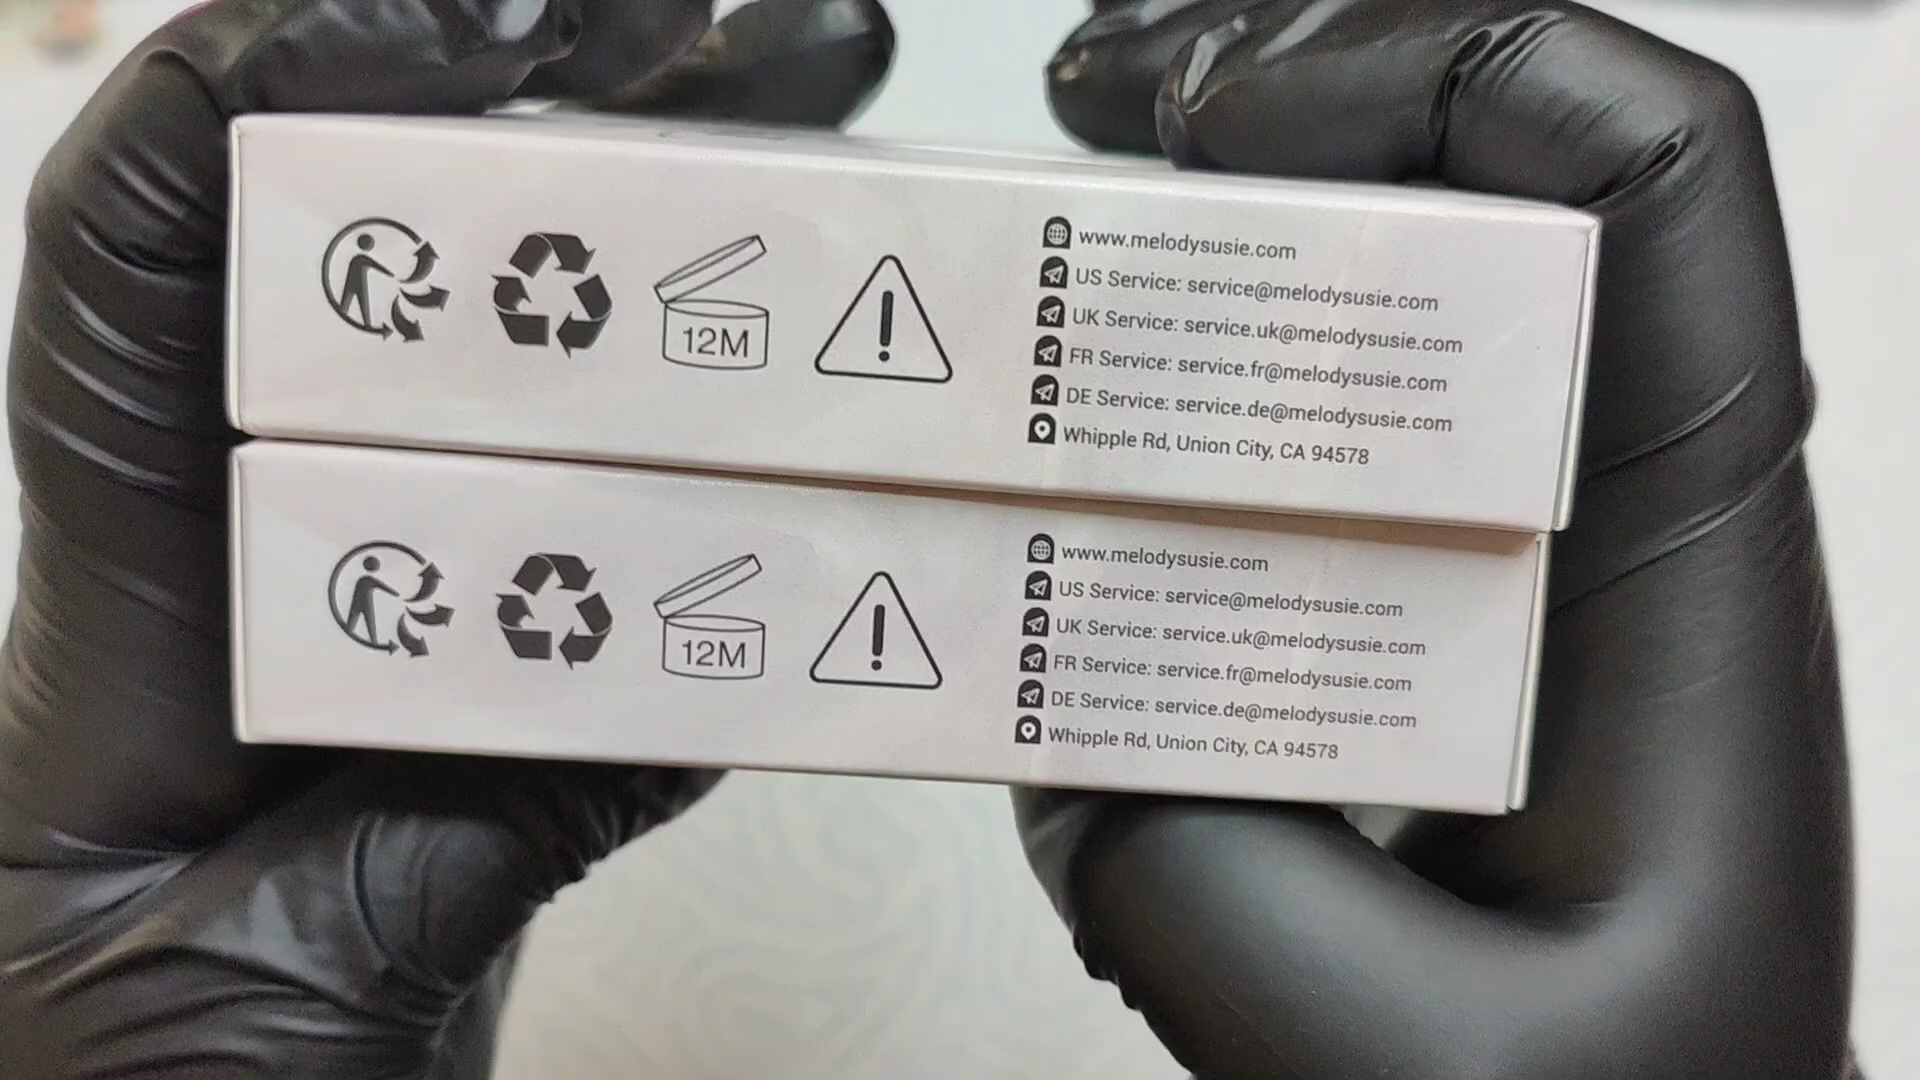 12M
www.melodysusie.com
US Service: service@melodysusie.com
UK Service: service.uk@melodysusie.com
FR Service: service.fr@melodysusie.com
DE Service: service.de@melodysusie.com
Whipple Rd, Union City, CA 94578
12M
www.melodysusie.com
US Service: service@melodysusie.com
UK Service: service.uk@melodysusie.com
FR Service: service.fr@melodysusie.com
DE Service: service.de@melodysusie.com
Whipple Rd, Union City, CA 94578